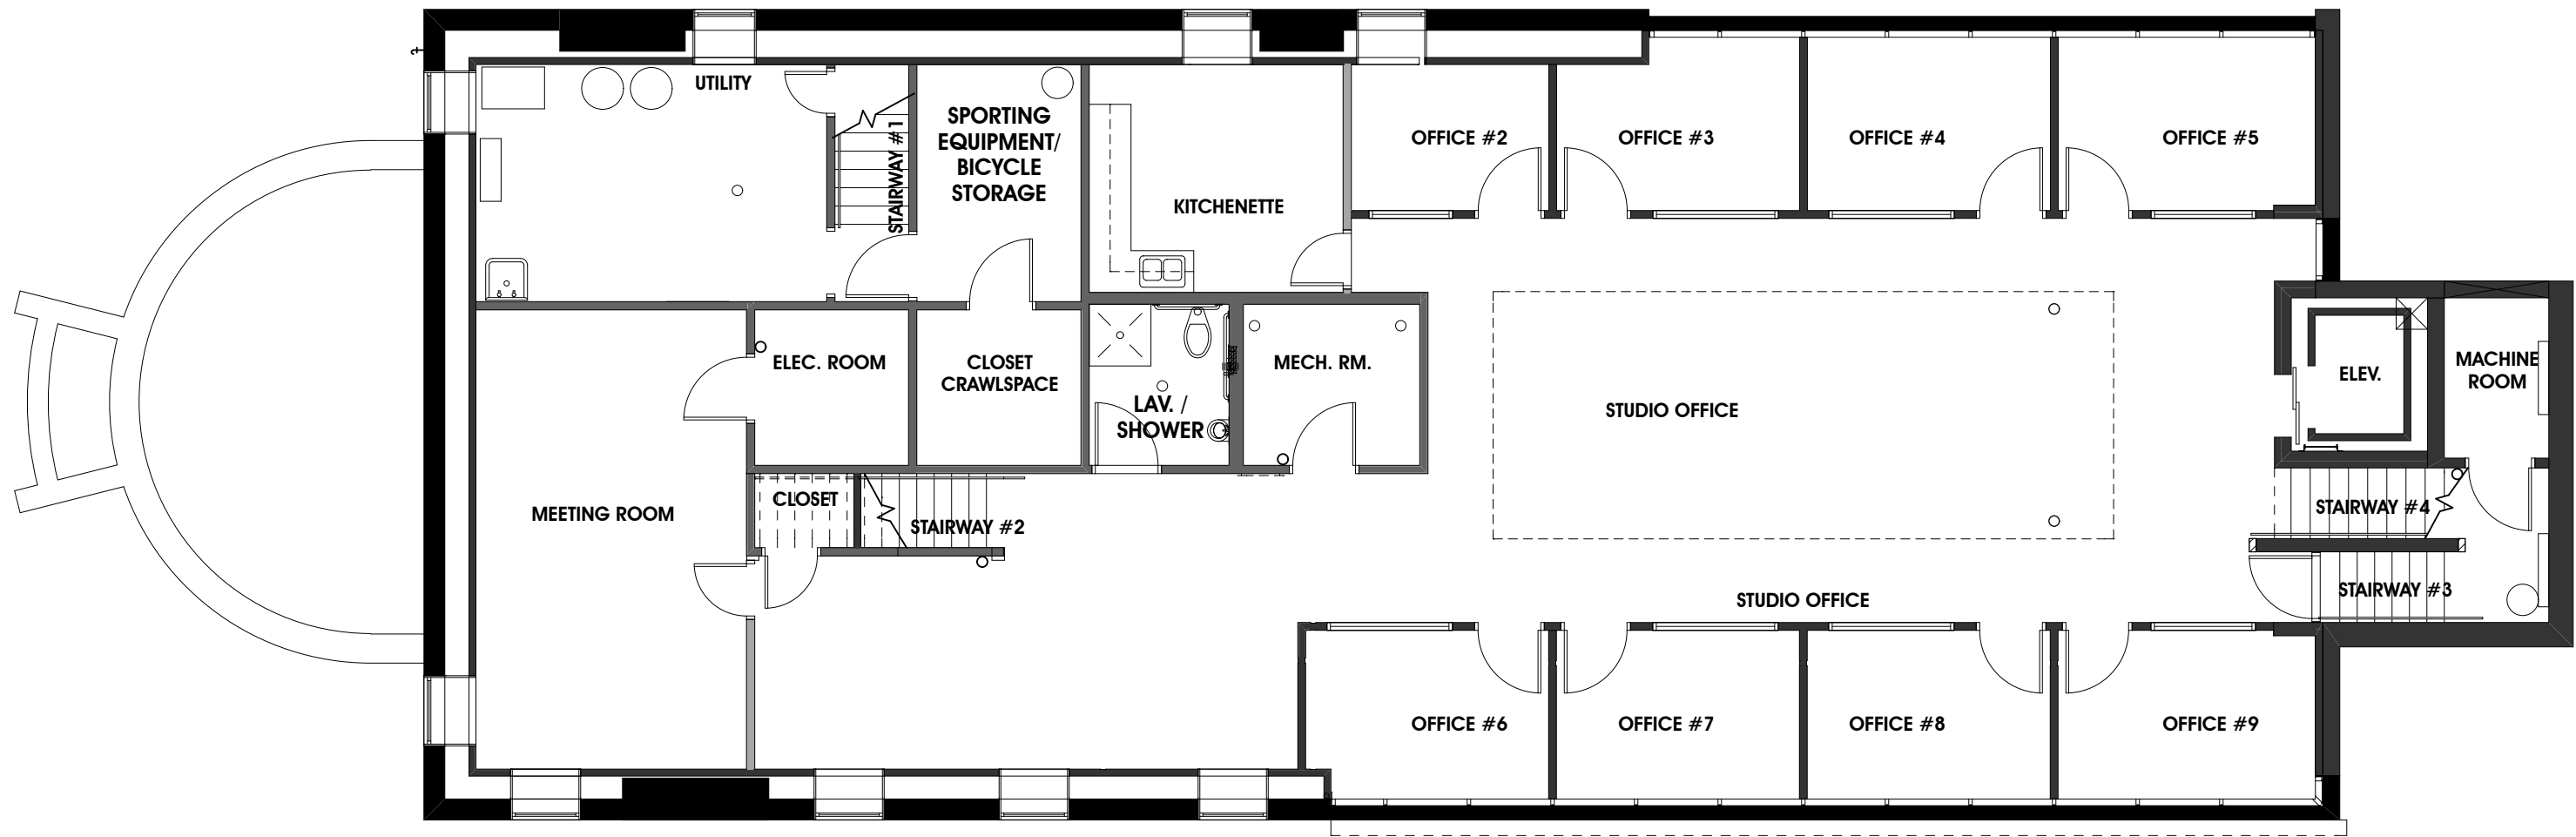 UTILITY
STAIRWAY #1
SPORTING
EQUIPMENT/
BICYCLE
STORAGE
KITCHENETTE
OFFICE #2
OFFICE #3
OFFICE #4
OFFICE #5
ELEC. ROOM
CLOSET
CRAWLSPACE
LAV. /
SHOWER
MECH. RM.
STUDIO OFFICE
ELEV.
MACHINE
ROOM
MEETING ROOM
CLOSET
STAIRWAY #2
STAIRWAY #4
STAIRWAY #3
STUDIO OFFICE
OFFICE #6
OFFICE #7
OFFICE #8
OFFICE #9